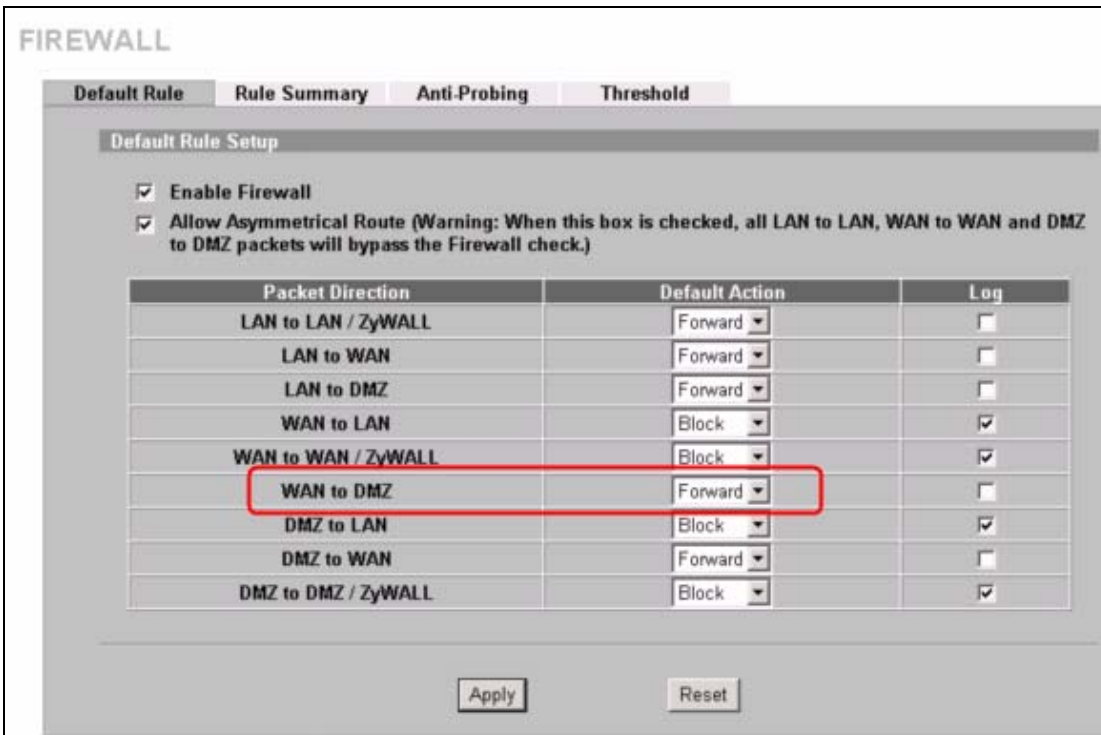 FIREWALL
Default Rule Rule Summary Anti-Probing Threshold
Default Rule Setup
Enable Firewall
Allow Asymmetrical Route (Warning: When this box is checked, all LAN to LAN, WAN to WAN and DMZ
to DMZ packets will bypass the Firewall check.)
Packet Direction Default Action Log
LAN to LAN / ZyWALL Forward
LAN to WAN Forward
LAN to DMZ Forward
WAN to LAN Block
WAN to WAN / ZyWALL Block
WAN to DMZ Forward
DMZ to LAN Block
DMZ to WAN Forward
DMZ to DMZ / ZyWALL Block
Apply Reset